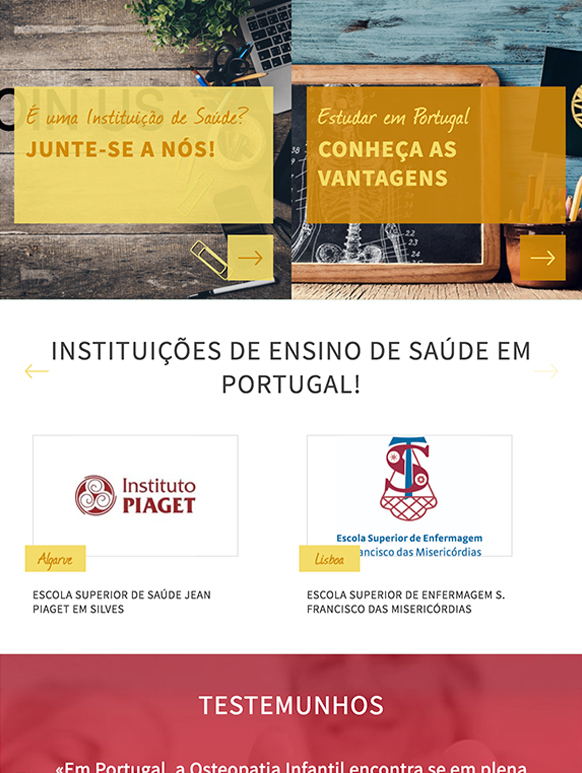 JOIN US
É uma Instituição de Saúde?
JUNTE-SE A NÓS!
Estudar em Portugal
CONHEÇA AS
VANTAGENS
INSTITUIÇÕES DE ENSINO DE SAÚDE EM
PORTUGAL!
Instituto
PIAGET
Algarve
ESCOLA SUPERIOR DE SAÚDE JEAN
PIAGET EM SILVES
Escola Superior de Enfermagem
ancisco das Misericórdias
Lisboa
ESCOLA SUPERIOR DE ENFERMAGEM S.
FRANCISCO DAS MISERICÓRDIAS
TESTEMUNHOS
«Em Portugal, a Osteopatia Infantil encontra se em plena